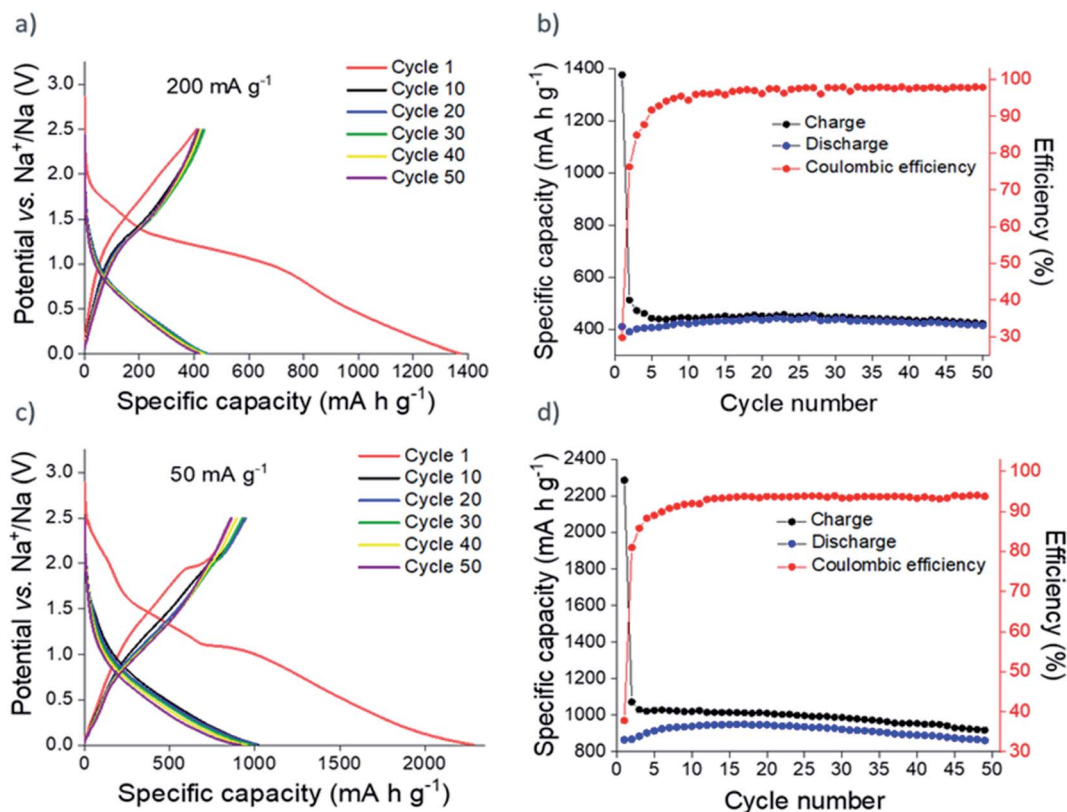 a)
200 mA g⁻¹
Cycle 1
Cycle 10
Cycle 20
Cycle 30
Cycle 40
Cycle 50
Potential vs. Na⁺/Na (V)
3.0
2.5
2.0
1.5
1.0
0.5
0.0
0 200 400 600 800 1000 1200 1400
Specific capacity (mA h g⁻¹)
b)
Charge
Discharge
Coulombic efficiency
Specific capacity (mA h g⁻¹)
1400
1200
1000
800
600
400
Efficiency (%)
100
90
80
70
60
50
40
30
0 5 10 15 20 25 30 35 40 45 50
Cycle number
c)
50 mA g⁻¹
Cycle 1
Cycle 10
Cycle 20
Cycle 30
Cycle 40
Cycle 50
Potential vs. Na⁺/Na (V)
3.0
2.5
2.0
1.5
1.0
0.5
0.0
0 500 1000 1500 2000
Specific capacity (mA h g⁻¹)
d)
Charge
Discharge
Coulombic efficiency
Specific capacity (mA h g⁻¹)
2400
2200
2000
1800
1600
1400
1200
1000
800
Efficiency (%)
100
90
80
70
60
50
40
30
0 5 10 15 20 25 30 35 40 45 50
Cycle number